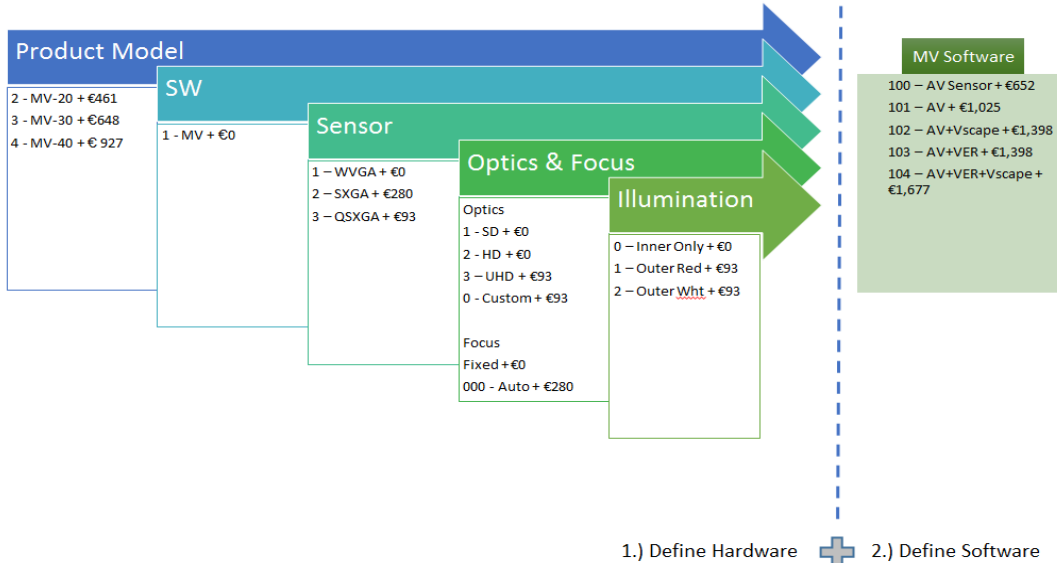 Product Model
2 - MV-20 + €461
3 - MV-30 + €648
4 - MV-40 + € 927
SW
1 - MV + €0
Sensor
1 – WVGA + €0
2 – SXGA + €280
3 – QSXGA + €93
Optics & Focus
Optics
1 - SD + €0
2 - HD + €0
3 – UHD + €93
0 - Custom + €93
Focus
Fixed + €0
000 - Auto + €280
Illumination
0 – Inner Only + €0
1 – Outer Red + €93
2 – Outer Wht + €93
MV Software
100 – AV Sensor + €652
101 – AV + €1,025
102 – AV+Vscape + €1,398
103 – AV+VER + €1,398
104 – AV+VER+Vscape +
€1,677
1.) Define Hardware
2.) Define Software